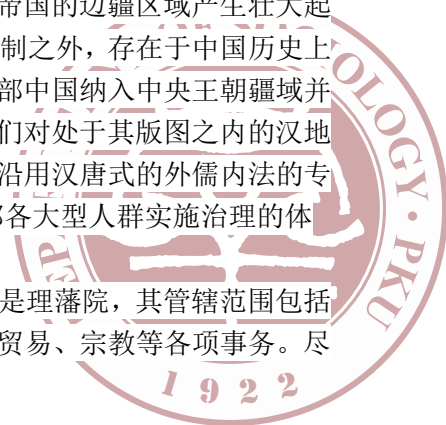 帝国的边疆区域产生壮大起
制之外，存在于中国历史上
部中国纳入中央王朝疆域并
们对处于其版图之内的汉地
沿用汉唐式的外儒内法的专
各大型人群实施治理的体
是理藩院，其管辖范围包括
贸易、宗教等各项事务。尽
OLOGY · PKU
1922